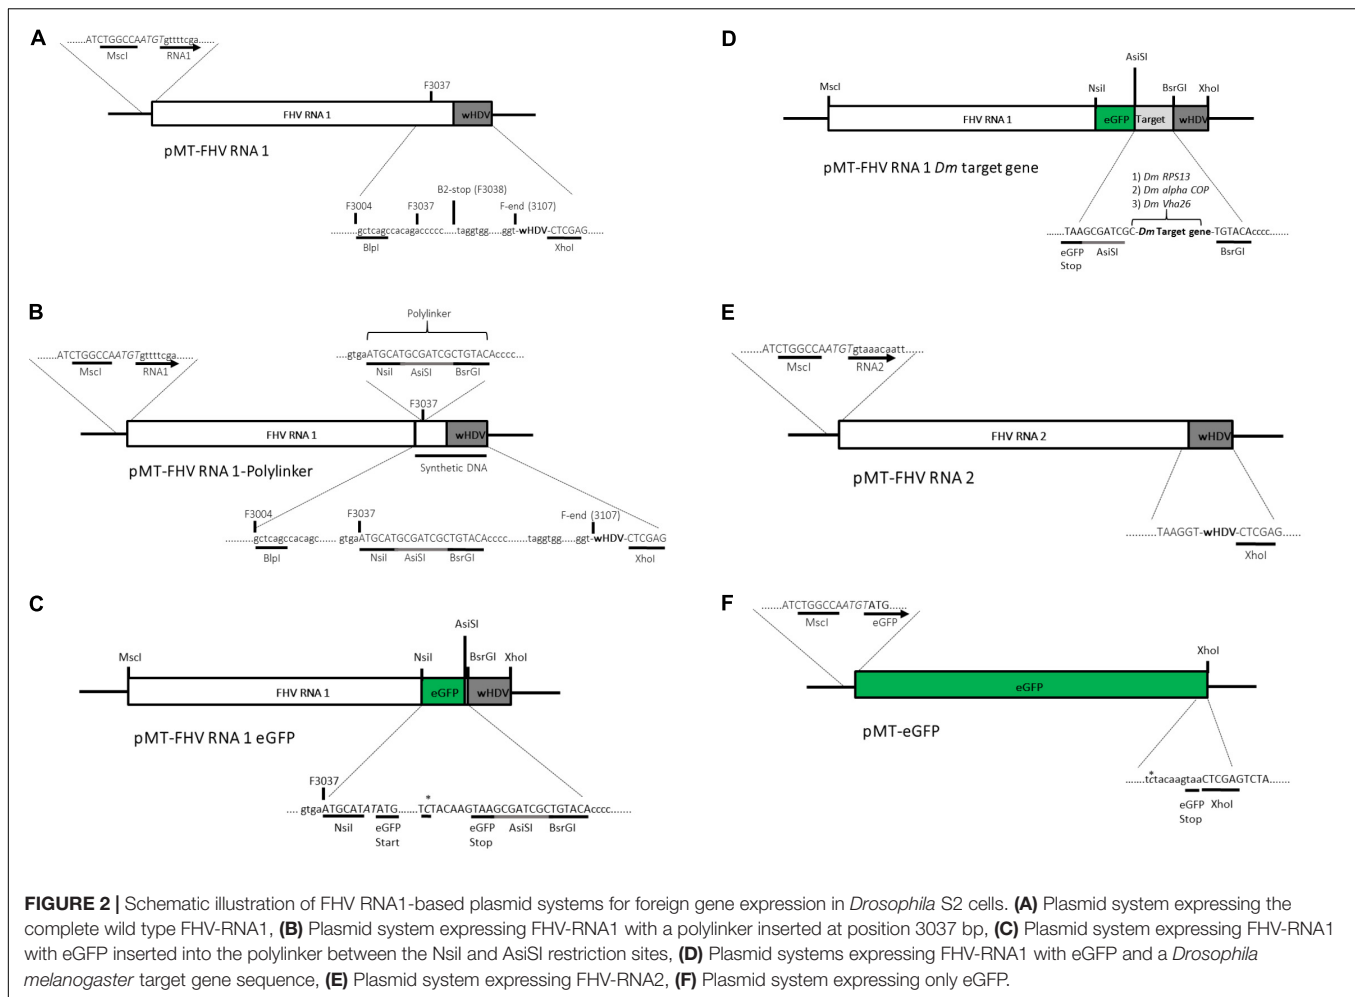 A
.......ATCTGGCCAATGTgttttcga......
MscI RNA1
F3037
FHV RNA 1 wHDV
pMT-FHV RNA 1
B2-stop (F3038)
F3004 F3037 F-end (3107)
..........gctcagccacagaccccc......taggtgg.....ggt-wHDV-CTCGAG......
BlpI XhoI
B
Polylinker
....gtgaATGCATGCGATCGCTGTACAcccc....
NsiI AsiSI BsrGI
.......ATCTGGCCAATGTgttttcga......
MscI RNA1
F3037
FHV RNA 1 wHDV
Synthetic DNA
pMT-FHV RNA 1-Polylinker
F3004 F3037 F-end (3107)
..........gctcagccacagc.....gtgaATGCATGCGATCGCTGTACAcccc.......taggtgg.....ggt-wHDV-CTCGAG
BlpI NsiI AsiSI BsrGI XhoI
C
AsiSI
MscI NsiI BsrGI XhoI
FHV RNA 1 eGFP wHDV
pMT-FHV RNA 1 eGFP
F3037
*
.... gtgaATGCATATATG......TCTACAAGTAAGCGATCGCTGTACAcccc.....
NsiI eGFP Start eGFP Stop AsiSI BsrGI
D
AsiSI
MscI NsiI BsrGI XhoI
FHV RNA 1 eGFP Target wHDV
pMT-FHV RNA 1 Dm target gene
1) Dm RPS13
2) Dm alpha COP
3) Dm Vha26
......TAAGCGATCGC-Dm Target gene-TGTACAcccc.......
eGFP Stop AsiSI BsrGI
E
.......ATCTGGCCAATGTgtaaacaatt......
MscI RNA2
FHV RNA 2 wHDV
pMT-FHV RNA 2
..........TAAGGT-wHDV-CTCGAG......
XhoI
F
.......ATCTGGCCAATGTATG......
MscI eGFP
XhoI
eGFP
pMT-eGFP
*
.......tctacaagtaaCTCGAGTCTA.......
eGFP Stop XhoI
FIGURE 2 | Schematic illustration of FHV RNA1-based plasmid systems for foreign gene expression in Drosophila S2 cells. (A) Plasmid system expressing the
complete wild type FHV-RNA1, (B) Plasmid system expressing FHV-RNA1 with a polylinker inserted at position 3037 bp, (C) Plasmid system expressing FHV-RNA1
with eGFP inserted into the polylinker between the NsiI and AsiSI restriction sites, (D) Plasmid systems expressing FHV-RNA1 with eGFP and a Drosophila
melanogaster target gene sequence, (E) Plasmid system expressing FHV-RNA2, (F) Plasmid system expressing only eGFP.